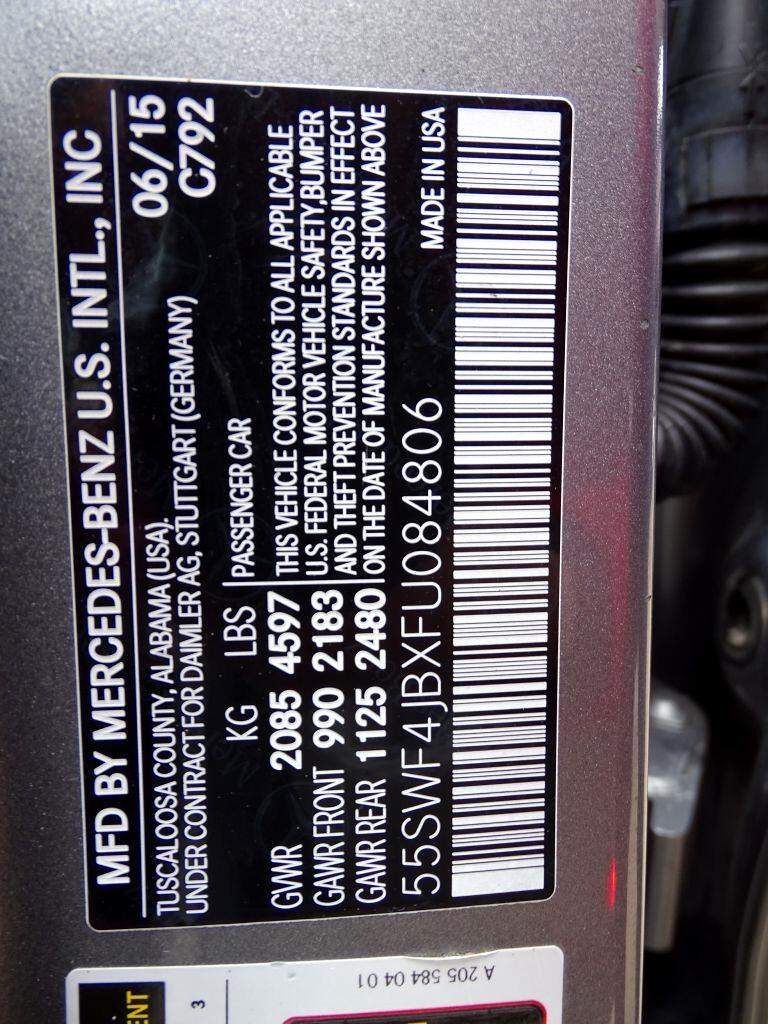 MFD BY MERCEDES-BENZ U.S. INTL., INC
TUSCALOOSA COUNTY, ALABAMA (USA), 06/15
UNDER CONTRACT FOR DAIMLER AG, STUTTGART (GERMANY) C792
KG LBS PASSENGER CAR
GVWR 2085 4597 THIS VEHICLE CONFORMS TO ALL APPLICABLE
GAWR FRONT 990 2183 U.S. FEDERAL MOTOR VEHICLE SAFETY,BUMPER
GAWR REAR 1125 2480 AND THEFT PREVENTION STANDARDS IN EFFECT
ON THE DATE OF MANUFACTURE SHOWN ABOVE
55SWF4JBXFU084806 MADE IN USA
A 205 584 04 01
3
ENT